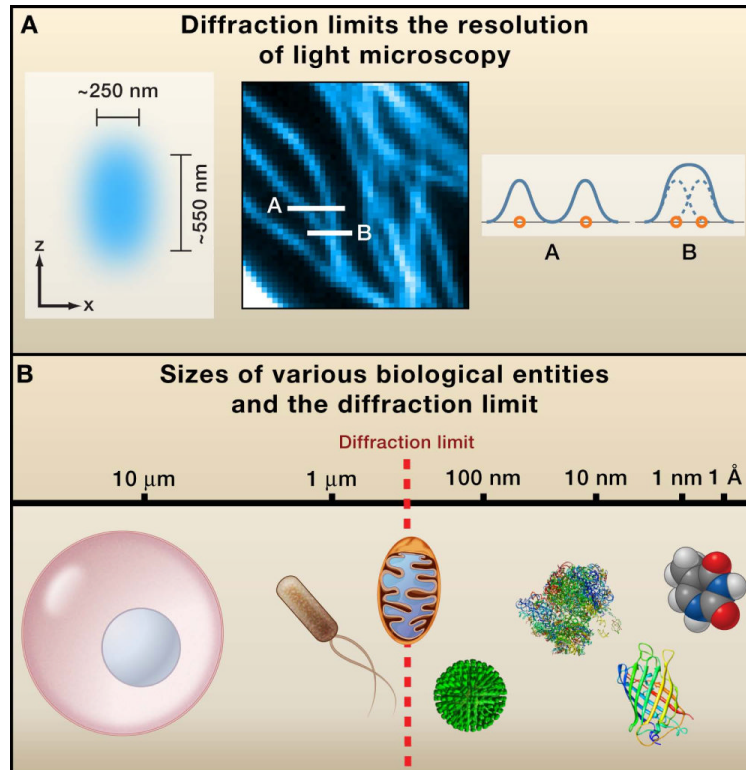 A
Diffraction limits the resolution
of light microscopy
~250 nm
~550 nm
z
x
A
B
A
B
B
Sizes of various biological entities
and the diffraction limit
Diffraction limit
10 μm
1 μm
100 nm
10 nm
1 nm
1 Å